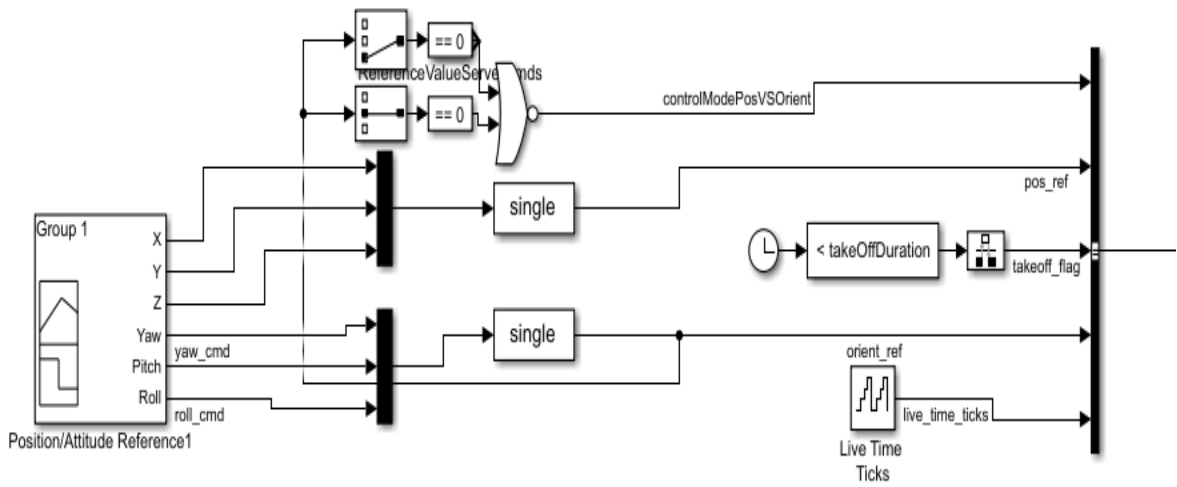 == 0
ReferenceValueServerCmds
== 0
controlModePosVSOrient
single
pos_ref
Group 1
X
Y
Z
Yaw
Pitch
Roll
yaw_cmd
roll_cmd
Position/Attitude Reference1
< takeOffDuration
takeoff_flag
single
orient_ref
live_time_ticks
Live Time
Ticks